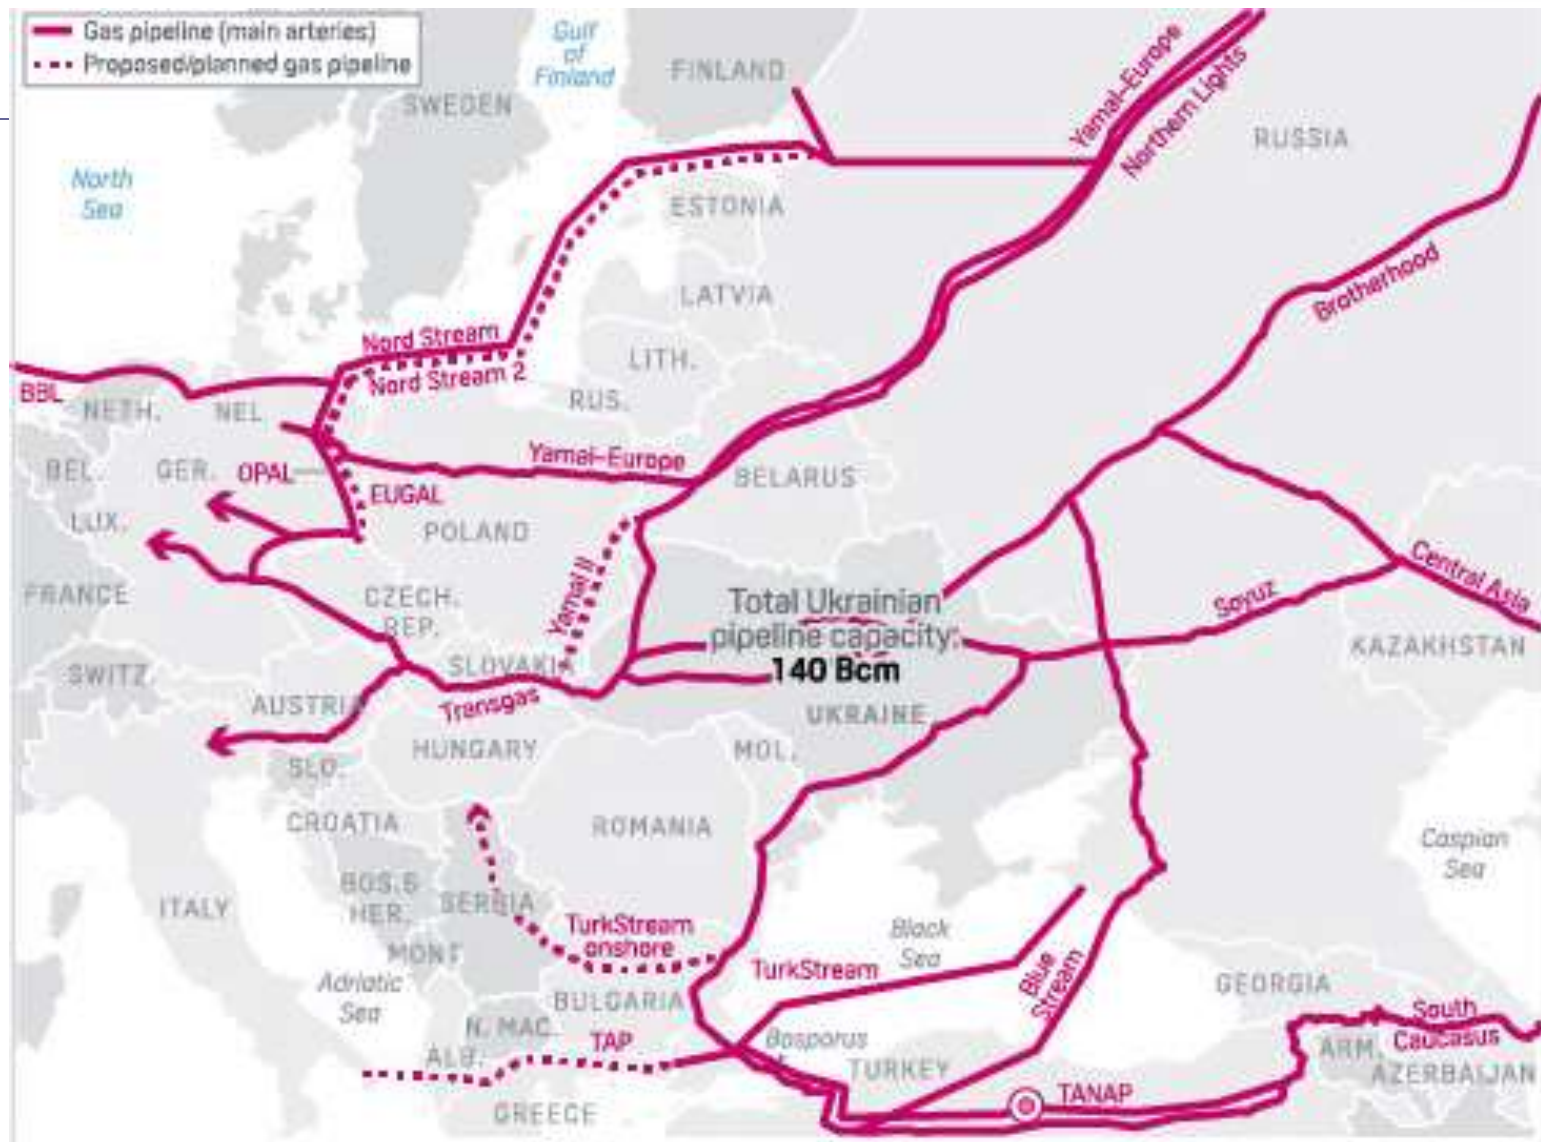 Gas pipeline (main arteries)
Proposed/planned gas pipeline
Gulf
of
Finland
FINLAND
SWEDEN
Yamal-Europe
Northern Lights
RUSSIA
North
Sea
ESTONIA
LATVIA
Brotherhood
Nord Stream
Nord Stream 2
LITH.
RUS.
BBL
NETH.
NEL
BEL.
GER.
OPAL
Yamal-Europe
BELARUS
EUGAL
LUX.
POLAND
Yamal II
FRANCE
CZECH.
REP.
Total Ukrainian
pipeline capacity:
140 Bcm
Soyuz
Central Asia
KAZAKHSTAN
SWITZ.
SLOVAKI
AUSTRI
Transgas
UKRAINE
HUNGARY
MOL.
SLO.
CROATIA
ROMANIA
Caspian
Sea
BOS. &
HER.
SERBIA
ITALY
TurkStream
onshore
Black
Sea
MONT
TurkStream
Blue
Stream
Adriatic
Sea
BULGARIA
GEORGIA
N. MAC.
South
Caucasus
TAP
ALB.
Bosporus
TURKEY
ARM.
AZERBAIJAN
TANAP
GREECE